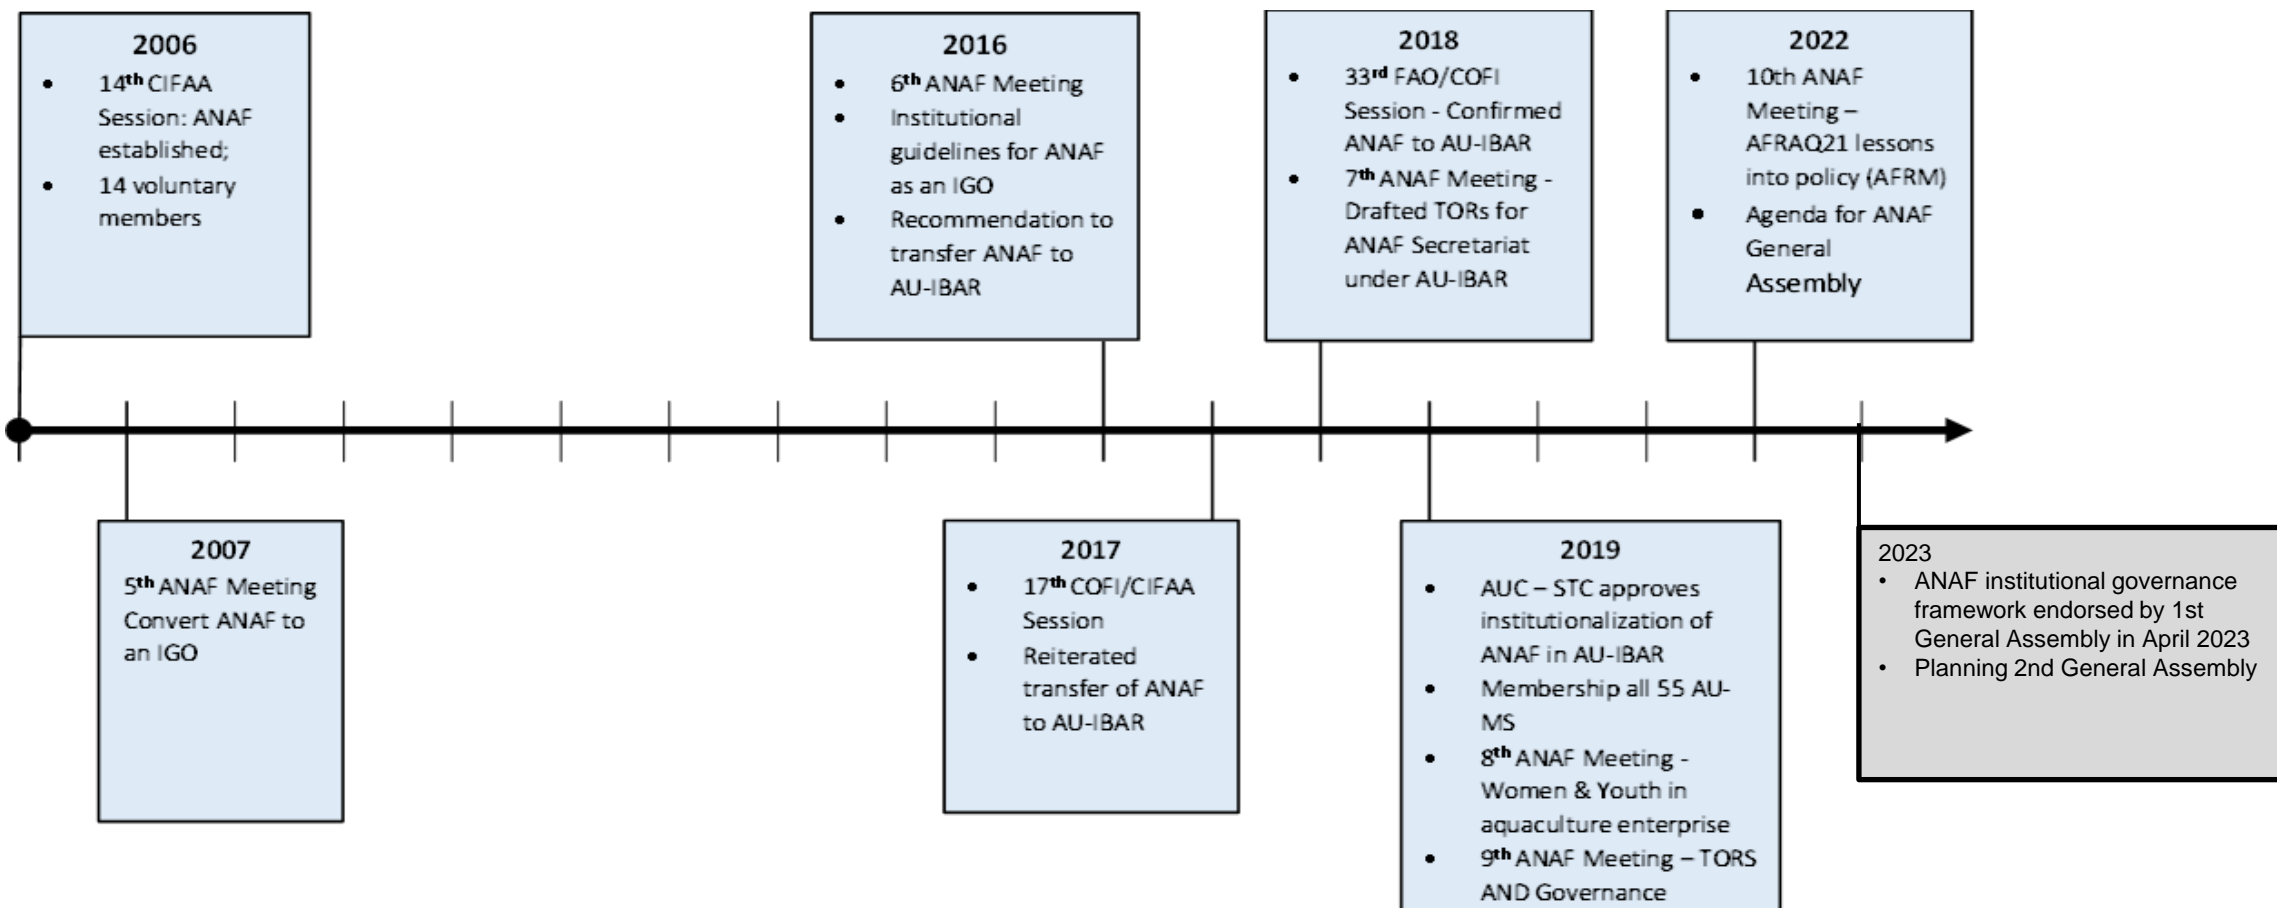 2006
• 14th CIFAA
Session: ANAF
established;
• 14 voluntary
members
2016
• 6th ANAF Meeting
• Institutional
guidelines for ANAF
as an IGO
• Recommendation to
transfer ANAF to
AU-IBAR
2018
• 33rd FAO/COFI
Session - Confirmed
ANAF to AU-IBAR
• 7th ANAF Meeting -
Drafted TORs for
ANAF Secretariat
under AU-IBAR
2022
• 10th ANAF
Meeting –
AFRAQ21 lessons
into policy (AFRM)
• Agenda for ANAF
General
Assembly
2007
5th ANAF Meeting
Convert ANAF to
an IGO
2017
• 17th COFI/CIFAA
Session
• Reiterated
transfer of ANAF
to AU-IBAR
2019
• AUC – STC approves
institutionalization of
ANAF in AU-IBAR
• Membership all 55 AU-
MS
• 8th ANAF Meeting -
Women & Youth in
aquaculture enterprise
• 9th ANAF Meeting – TORS
AND Governance
2023
• ANAF institutional governance
framework endorsed by 1st
General Assembly in April 2023
• Planning 2nd General Assembly